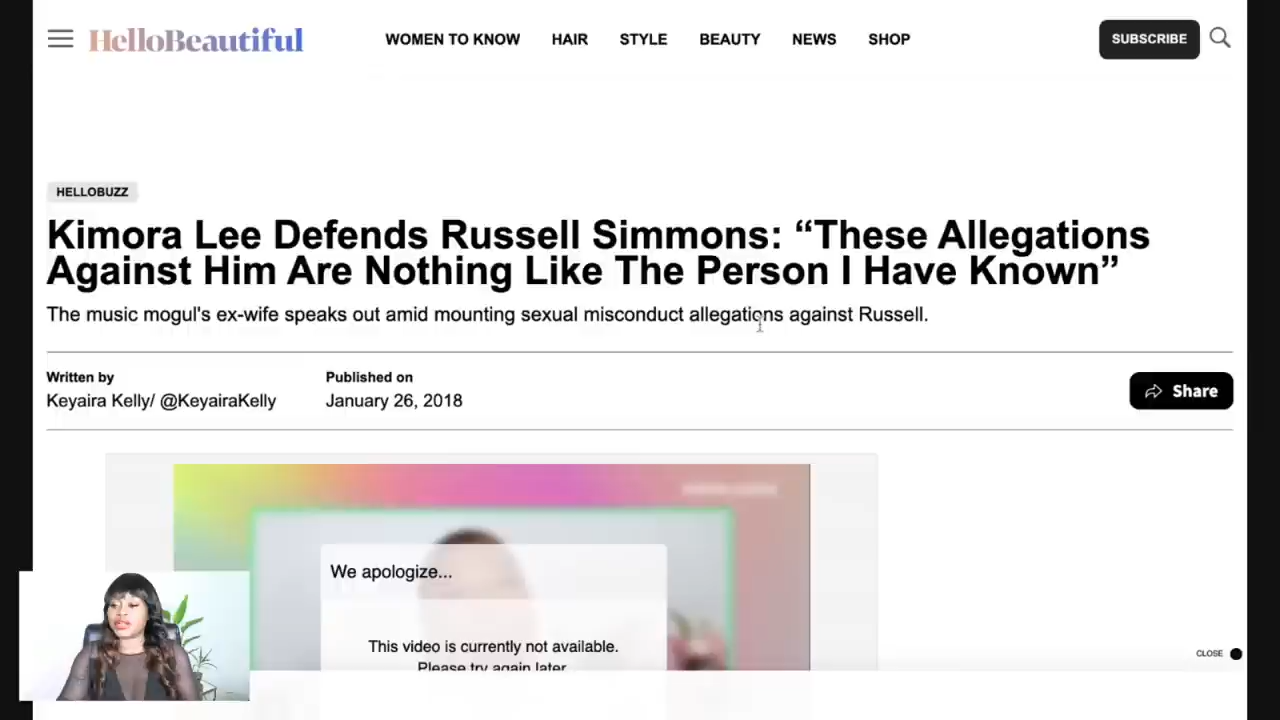 HelloBeautiful
WOMEN TO KNOW
HAIR
STYLE
BEAUTY
NEWS
SHOP
SUBSCRIBE
HELLOBUZZ
Kimora Lee Defends Russell Simmons: “These Allegations
Against Him Are Nothing Like The Person I Have Known”
The music mogul's ex-wife speaks out amid mounting sexual misconduct allegations against Russell.
Written by
Keyaira Kelly/ @KeyairaKelly
Published on
January 26, 2018
Share
We apologize...
This video is currently not available.
Please try again later
CLOSE